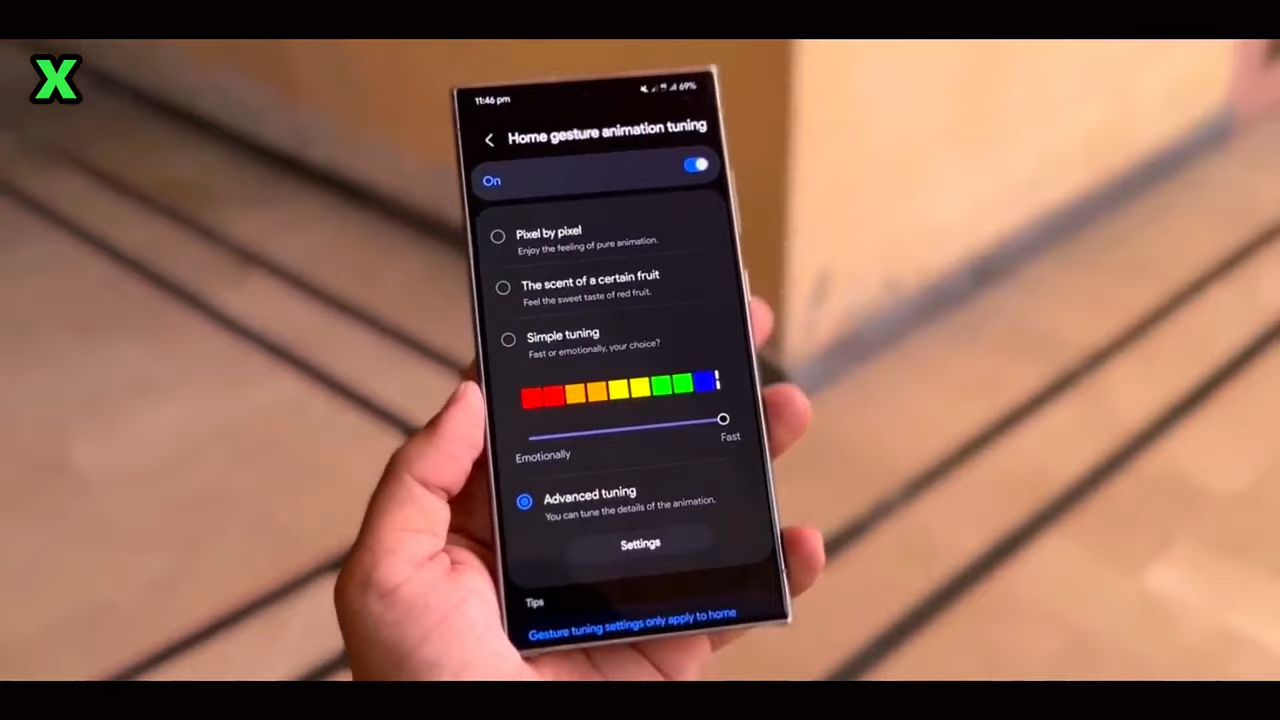 X
11:46 pm
69%
Home gesture animation tuning
On
Pixel by pixel
Enjoy the feeling of pure animation.
The scent of a certain fruit
Feel the sweet taste of red fruit.
Simple tuning
Fast or emotionally, your choice?
Emotionally
Fast
Advanced tuning
You can tune the details of the animation.
Settings
Tips
Gesture tuning settings only apply to home